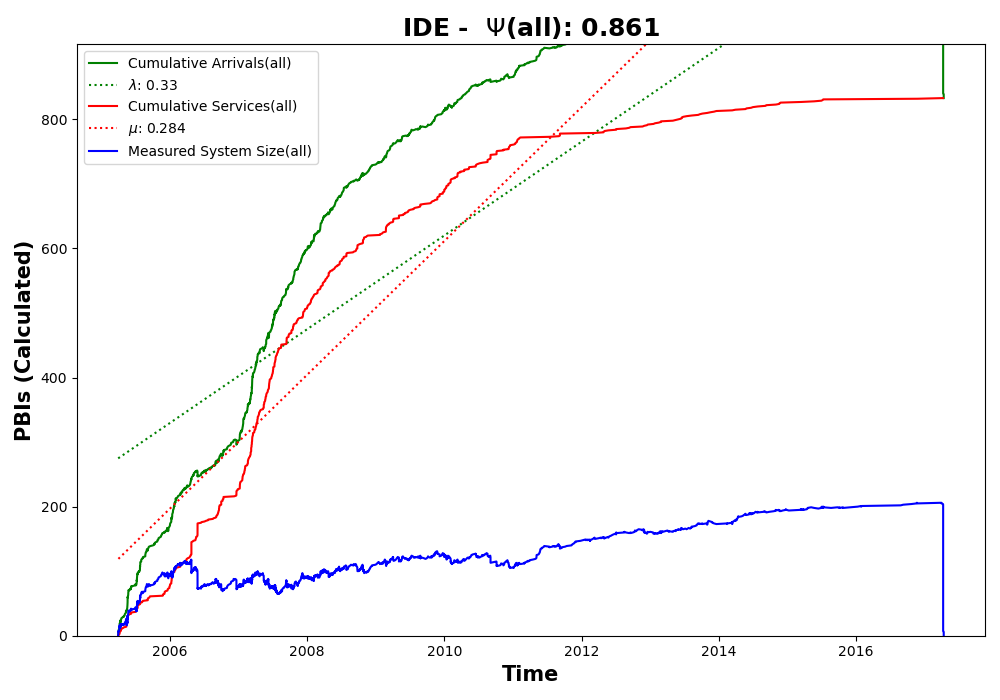 IDE - Ψ(all): 0.861
Cumulative Arrivals(all)
λ: 0.33
Cumulative Services(all)
μ: 0.284
Measured System Size(all)
PBIs (Calculated)
800
600
400
200
0
2006 2008 2010 2012 2014 2016
Time